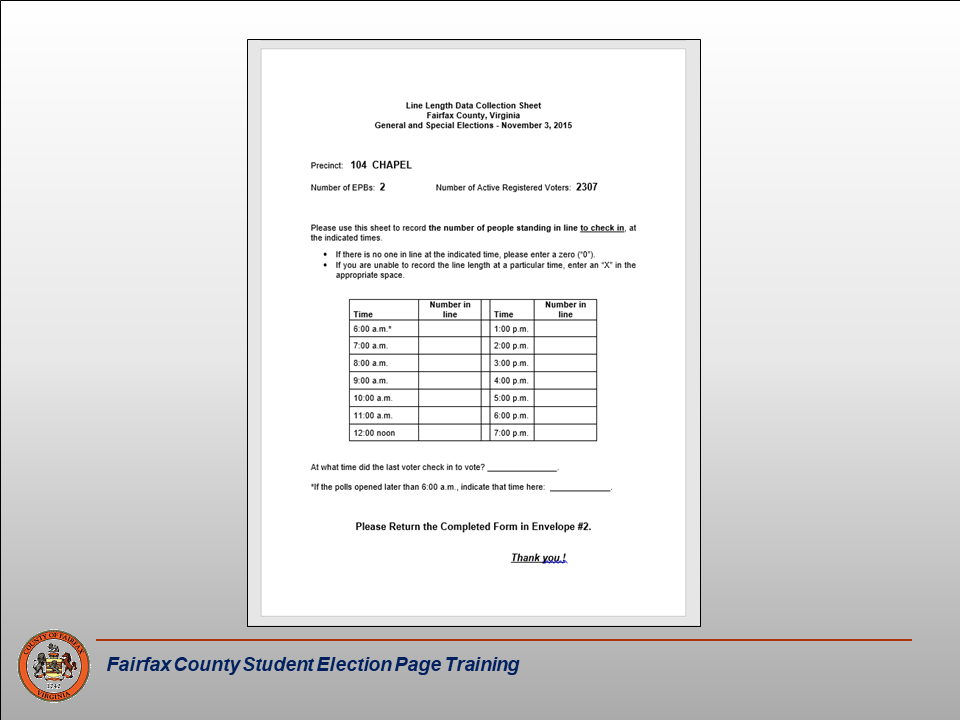 Line Length Data Collection Sheet
Fairfax County, Virginia
General and Special Elections - November 3, 2015
Precinct: 104 CHAPEL
Number of EPBs: 2 Number of Active Registered Voters: 2307
Please use this sheet to record the number of people standing in line to check in, at
the indicated times.
• If there is no one in line at the indicated time, please enter a zero ("0").
• If you are unable to record the line length at a particular time, enter an "X" in the
appropriate space.
Time Number in line Time Number in line
6:00 a.m.* 1:00 p.m.
7:00 a.m. 2:00 p.m.
8:00 a.m. 3:00 p.m.
9:00 a.m. 4:00 p.m.
10:00 a.m. 5:00 p.m.
11:00 a.m. 6:00 p.m.
12:00 noon 7:00 p.m.
At what time did the last voter check in to vote? _______________.
*If the polls opened later than 6:00 a.m., indicate that time here: _____________.
Please Return the Completed Form in Envelope #2.
Thank you !
COUNTY OF FAIRFAX
1742
VIRGINIA
Fairfax County Student Election Page Training